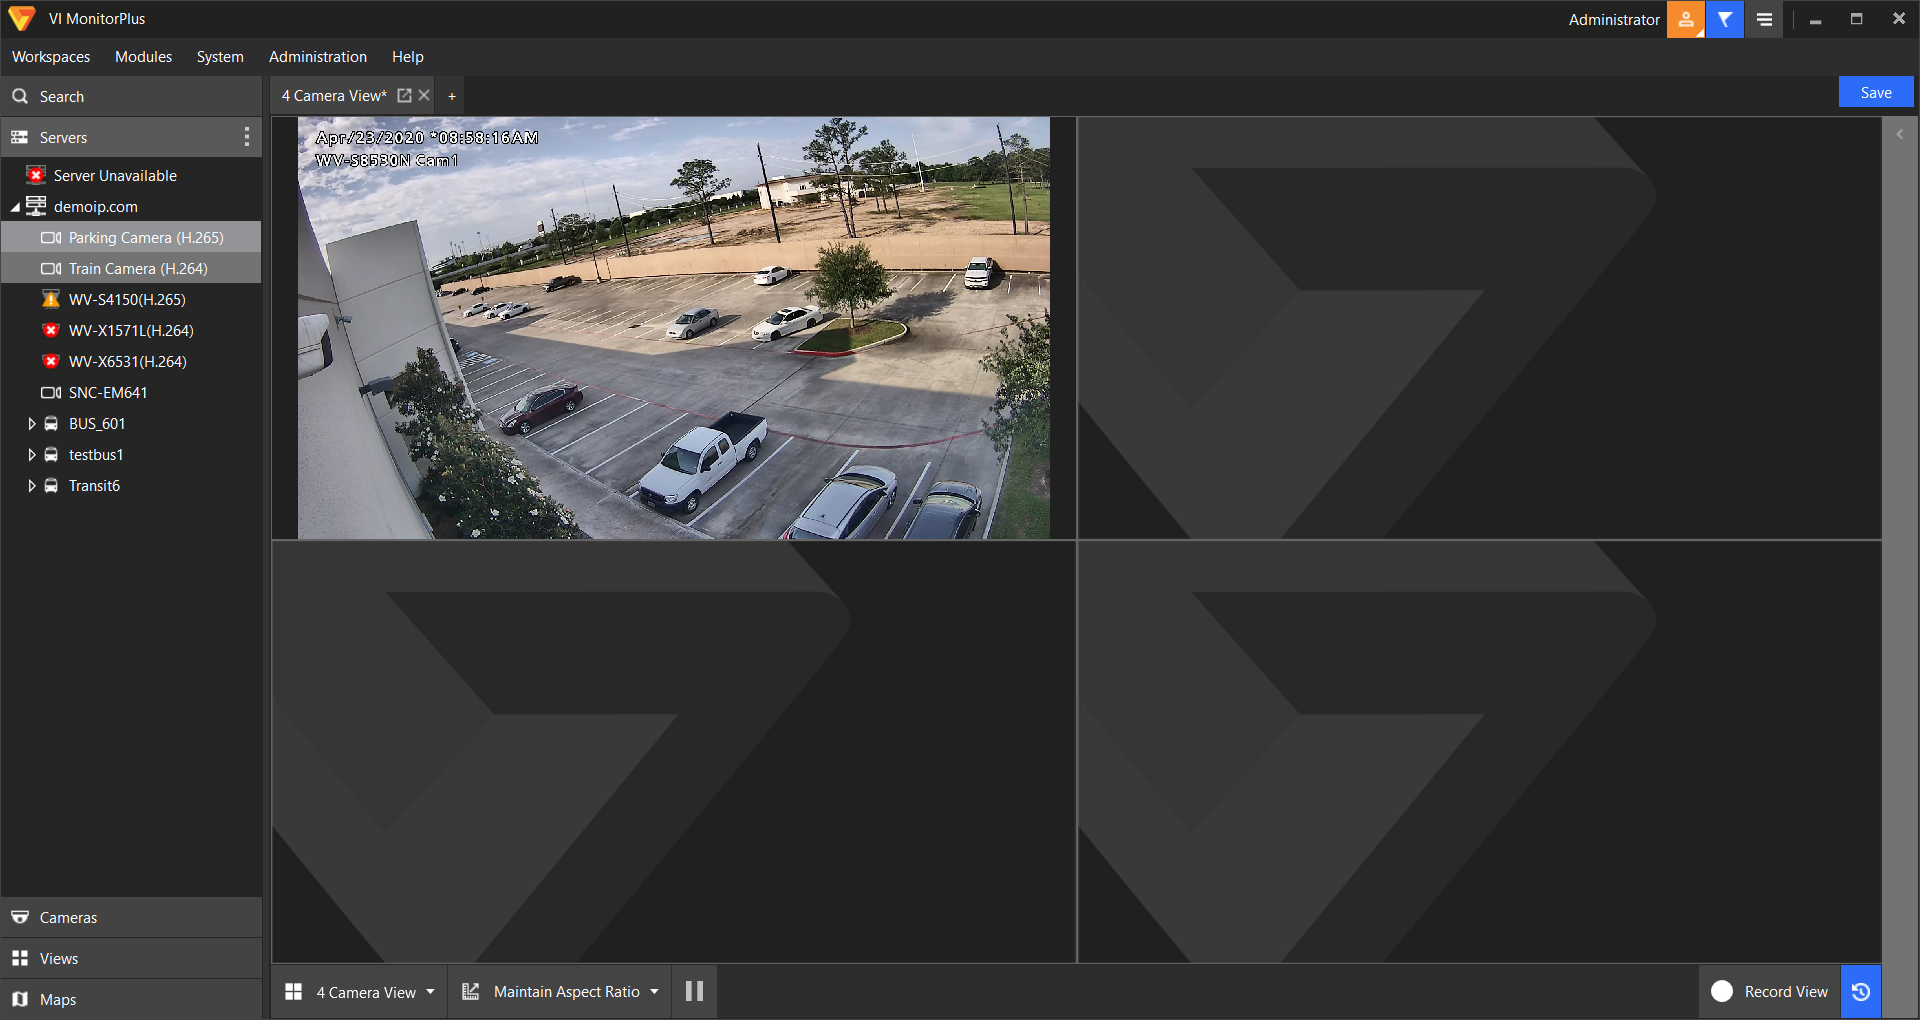 VI MonitorPlus
Administrator
Workspaces Modules System Administration Help
Search
4 Camera View* +
Save
Servers
Server Unavailable
demoip.com
Parking Camera (H.265)
Train Camera (H.264)
WV-S4150(H.265)
WV-X1571L(H.264)
WV-X6531(H.264)
SNC-EM641
BUS_601
testbus1
Transit6
Apr/23/2020 *08:58:16AM
WV-S8530N Cam1
Cameras
Views
Maps
4 Camera View
Maintain Aspect Ratio
Record View